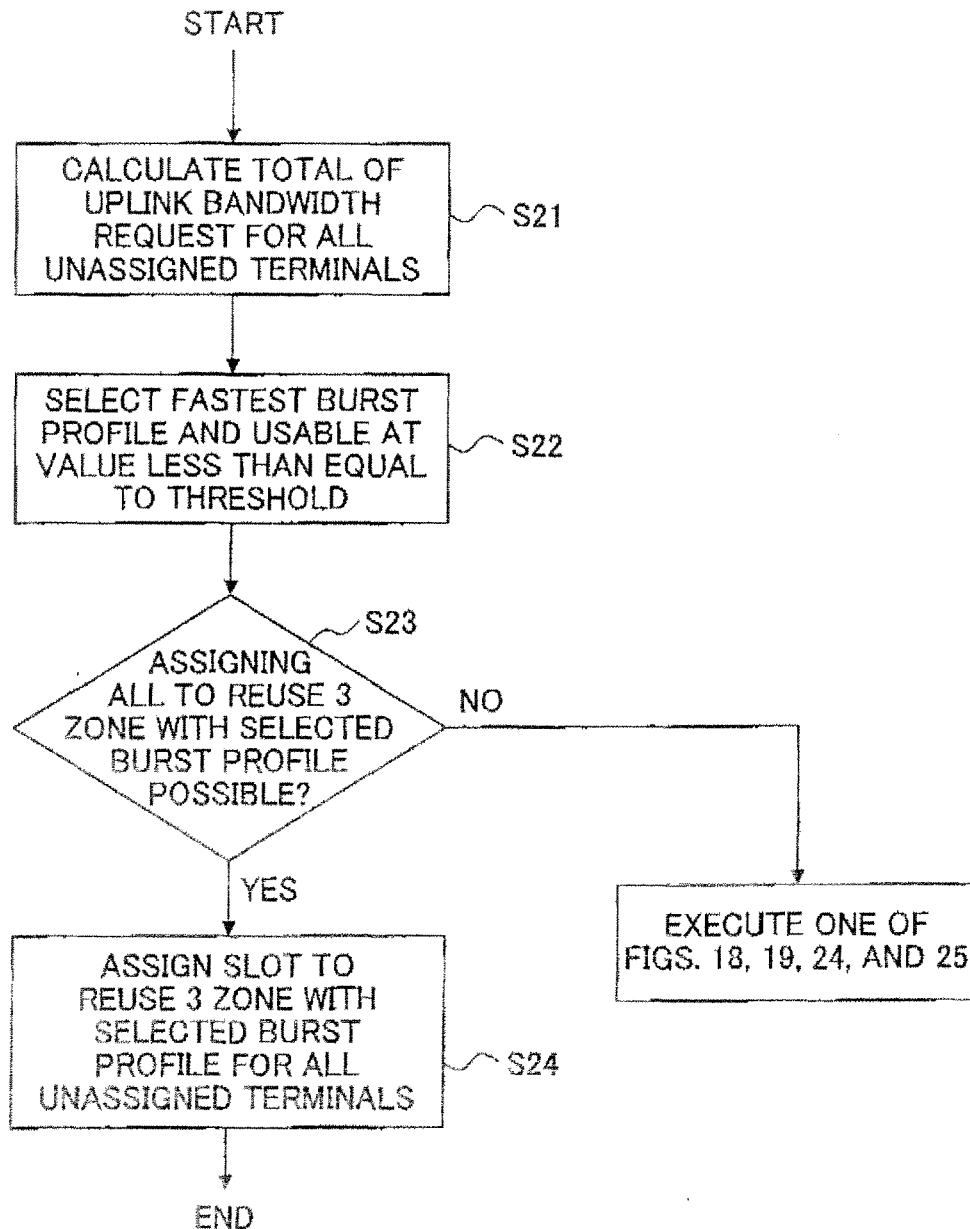 START
CALCULATE TOTAL OF
UPLINK BANDWIDTH
REQUEST FOR ALL
UNASSIGNED TERMINALS
S21
SELECT FASTEST BURST
PROFILE AND USABLE AT
VALUE LESS THAN EQUAL
TO THRESHOLD
S22
S23
ASSIGNING
ALL TO REUSE 3
ZONE WITH SELECTED
BURST PROFILE
POSSIBLE?
NO
YES
EXECUTE ONE OF
FIGS. 18, 19, 24, AND 25
ASSIGN SLOT TO
REUSE 3 ZONE WITH
SELECTED BURST
PROFILE FOR ALL
UNASSIGNED TERMINALS
S24
END